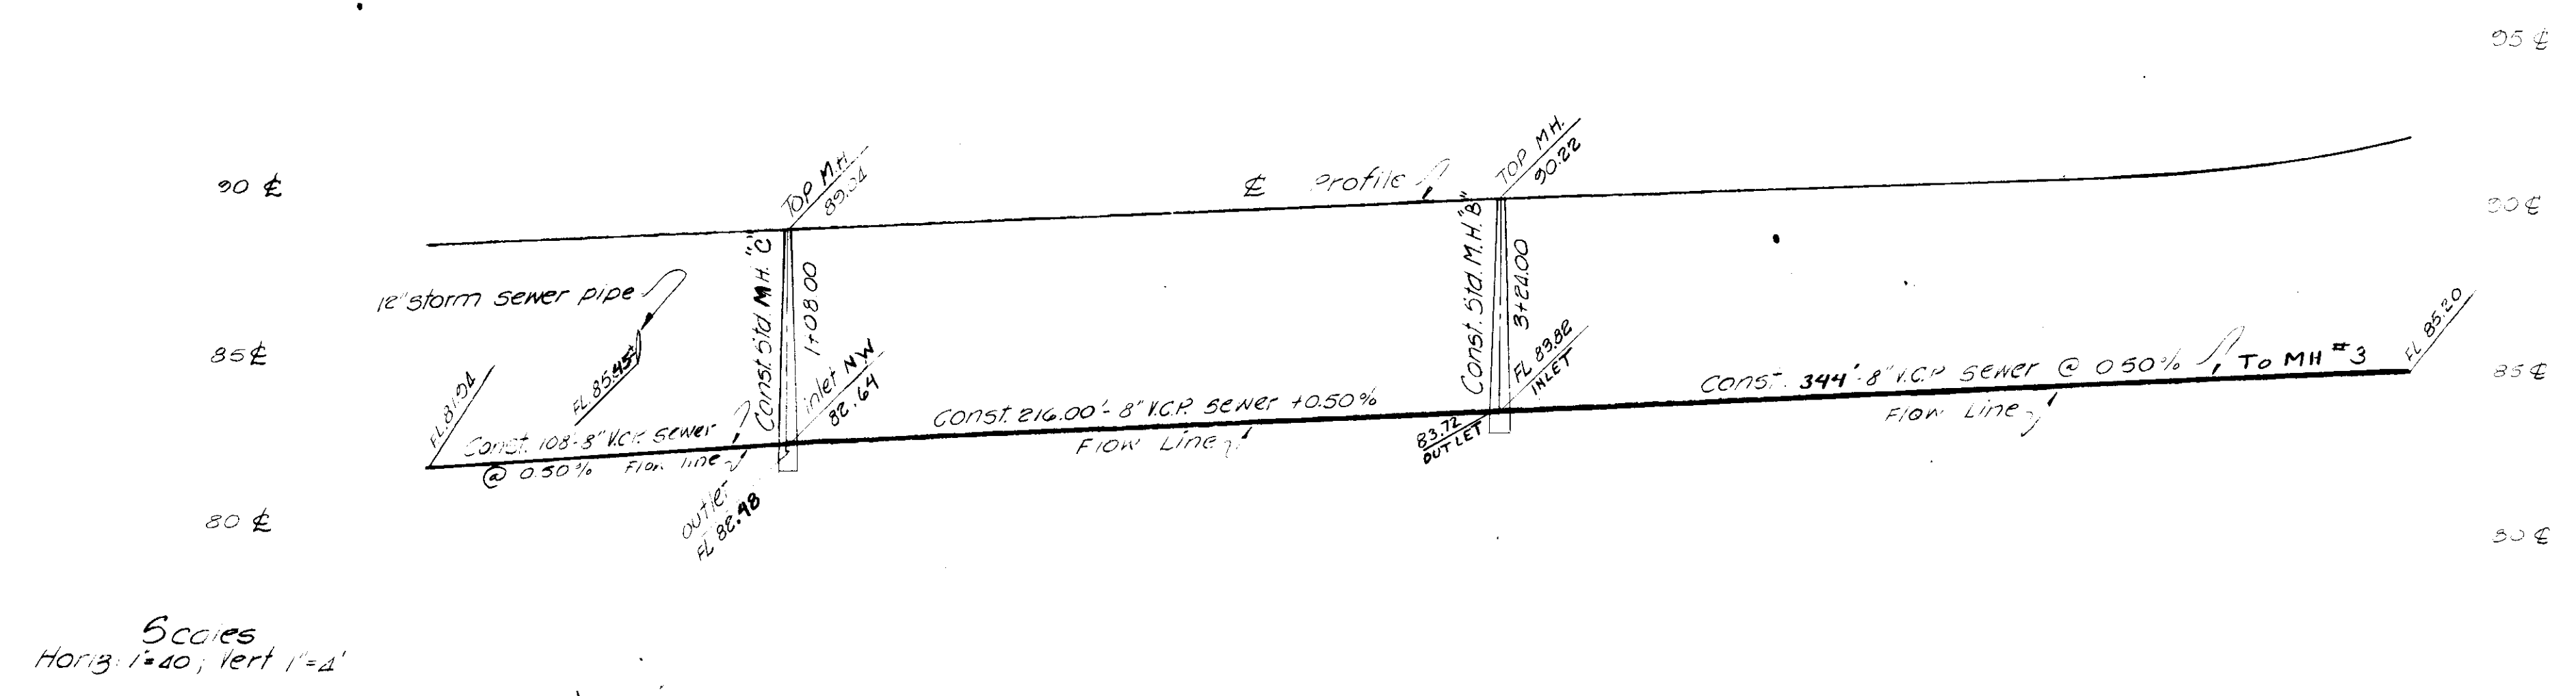 95 ℄
TOP M.H.
90.22
TOP M.H
89.04
90 ℄
℄ Profile
90 ℄
Const. Std. M.H. "C"
1+08.00
Const. Std. M.H. "B"
3+24.00
12" storm sewer pipe
85 ℄
FL. 81.94
FL. 85.45±
inlet N.W
82.64
FL 83.82
INLET
FL 85.20
85 ℄
Const. 344'-8" V.C.P. sewer @ 0.50% To MH #3
Flow Line
Const. 216.00'-8" V.C.P. sewer +0.50%
Flow Line
83.72
OUTLET
Const. 108'-8" V.C.P. sewer
@ 0.50% Flow line
outlet
FL 82.48
80 ℄
80 ℄
Scales
Horiz: 1"=40'; Vert 1"=4'